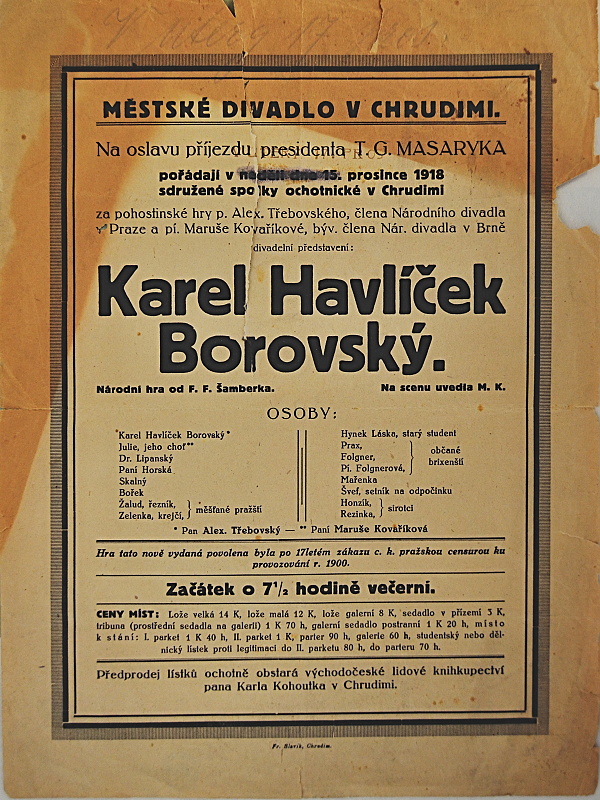 V úterý 17.
MĚSTSKÉ DIVADLO V CHRUDIMI.
Na oslavu příjezdu presidenta T. G. MASARYKA
pořádají v neděli dne 15. prosince 1918
sdružené spolky ochotnické v Chrudimi
za pohostinské hry p. Alex. Třebovského, člena Národního divadla
v Praze a pí. Maruše Kovaříkové, býv. člena Nár. divadla v Brně
divadelní představení:
Karel Havlíček
Borovský.
Národní hra od F. F. Šamberka. Na scenu uvedla M. K.
OSOBY:
Karel Havlíček Borovský*
Julie, jeho choť**
Dr. Lipanský
Paní Horská
Skalný
Bořek
Žalud, řezník,
Zelenka, krejčí,
měšťané pražští
Hynek Láska, starý student
Prax,
Folgner,
Pí. Folgnerová,
občané
brixenští
Mařenka
Švef, setník na odpočinku
Honzík,
Rezinka,
sirotci
* Pan Alex. Třebovský — ** Paní Maruše Kovaříková
Hra tato nově vydaná povolena byla po 17letém zákazu c. k. pražskou censurou ku
provozování r. 1900.
Začátek o 7½ hodině večerní.
CENY MÍST: Lože velká 14 K, lože malá 12 K, lože galerní 8 K, sedadlo v přízemí 3 K,
tribuna (prostřední sedadla na galerii) 1 K 70 h, galerní sedadlo postranní 1 K 20 h, místo
k stání: I. parket 1 K 40 h, II. parket 1 K, parter 90 h, galerie 60 h, studentský nebo děl-
nický lístek proti legitimaci do II. parketu 80 h, do parteru 70 h.
Předprodej lístků ochotně obstará východočeské lidové knihkupectví
pana Karla Kohoutka v Chrudimi.
Fr. Slavík, Chrudim.